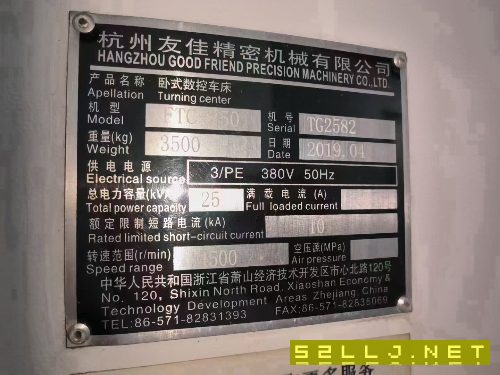 杭州友佳精密机械有限公司
HANGZHOU GOOD FRIEND PRECISION MACHINERY CO.,LTD.
产品名称 卧式数控车床
Apellation Turning center
机型 机号
Model Serial TG2582
重量(kg) 日期
Weight 3500 Date 2019.04
供电电源
Electrical source 3/PE 380V 50Hz
总电力容量(kVA) 25 满载电流(A)
Total power capacity Full loaded current
额定限制短路电流(kA) 10
Rated limited short-circuit current
转速范围(r/min) 4500 空压源(MPa)
Speed range Air pressure
中华人民共和国浙江省萧山经济技术开发区市心北路120号
No. 120, Shixin North Road, Xiaoshan Economy &
Technology Development Areas Zhejiang, China
TEL:86-571-82831393 FAX:86-571-82835069
52LLJ.NET